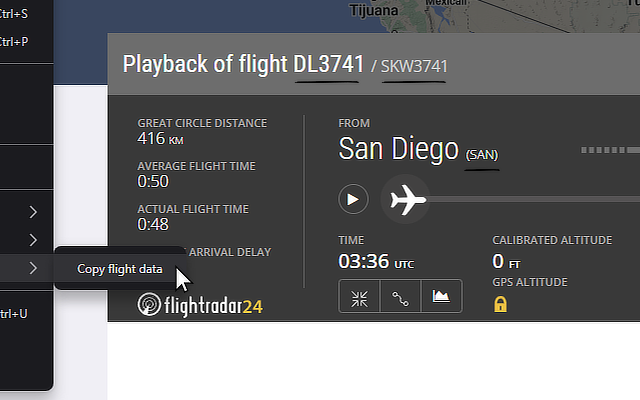 Ctrl+S
Ctrl+P
Tijuana
Mexicali
Playback of flight DL3741 / SKW3741
GREAT CIRCLE DISTANCE
416 KM
AVERAGE FLIGHT TIME
0:50
ACTUAL FLIGHT TIME
0:48
ARRIVAL DELAY
flightradar24
FROM
San Diego (SAN)
TIME
03:36 UTC
CALIBRATED ALTITUDE
0 FT
GPS ALTITUDE
Copy flight data
trl+U